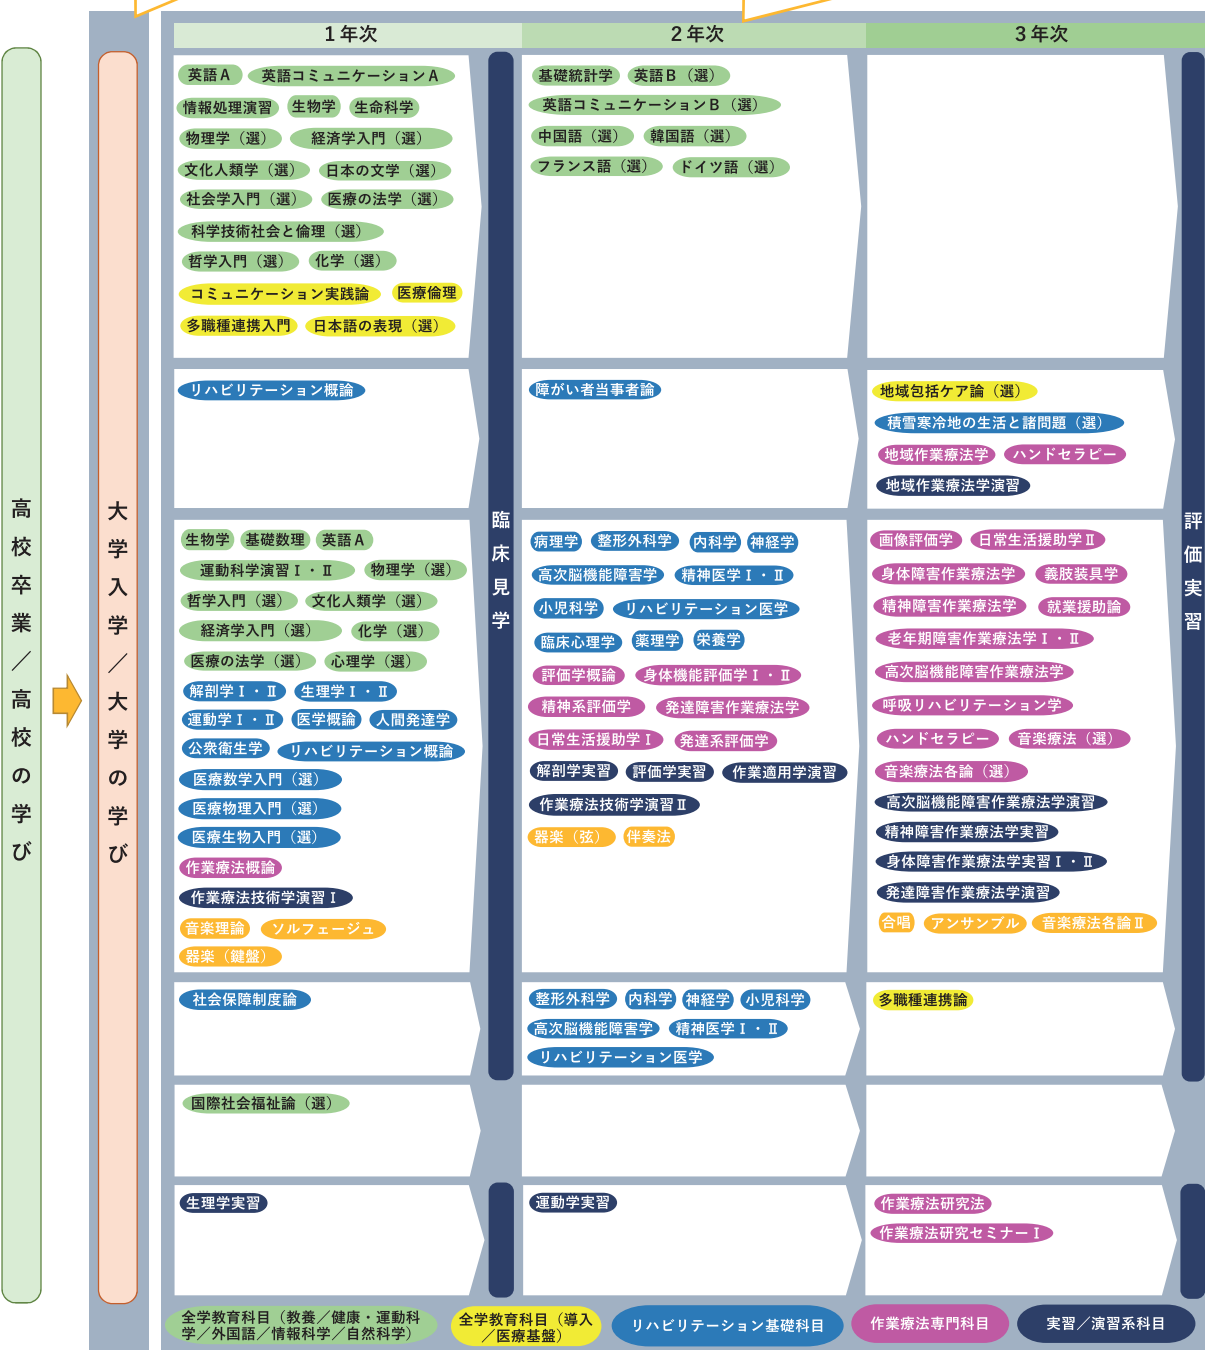 高校卒業／高校の学び
大学入学／大学の学び
1年次
2年次
3年次
臨床見学
評価実習
英語A
英語コミュニケーションA
情報処理演習
生物学
生命科学
物理学（選）
経済学入門（選）
文化人類学（選）
日本の文学（選）
社会学入門（選）
医療の法学（選）
科学技術社会と倫理（選）
哲学入門（選）
化学（選）
コミュニケーション実践論
医療倫理
多職種連携入門
日本語の表現（選）
基礎統計学
英語B（選）
英語コミュニケーションB（選）
中国語（選）
韓国語（選）
フランス語（選）
ドイツ語（選）
リハビリテーション概論
障がい者当事者論
地域包括ケア論（選）
積雪寒冷地の生活と諸問題（選）
地域作業療法学
ハンドセラピー
地域作業療法学演習
生物学
基礎数理
英語A
運動科学演習Ⅰ・Ⅱ
物理学（選）
哲学入門（選）
文化人類学（選）
経済学入門（選）
化学（選）
医療の法学（選）
心理学（選）
解剖学Ⅰ・Ⅱ
生理学Ⅰ・Ⅱ
運動学Ⅰ・Ⅱ
医学概論
人間発達学
公衆衛生学
リハビリテーション概論
医療数学入門（選）
医療物理入門（選）
医療生物入門（選）
作業療法概論
作業療法技術学演習Ⅰ
音楽理論
ソルフェージュ
器楽（鍵盤）
病理学
整形外科学
内科学
神経学
高次脳機能障害学
精神医学Ⅰ・Ⅱ
小児科学
リハビリテーション医学
臨床心理学
薬理学
栄養学
評価学概論
身体機能評価学Ⅰ・Ⅱ
精神系評価学
発達障害作業療法学
日常生活援助学Ⅰ
発達系評価学
解剖学実習
評価学実習
作業適用学演習
作業療法技術学演習Ⅱ
器楽（弦）
伴奏法
画像評価学
日常生活援助学Ⅱ
身体障害作業療法学
義肢装具学
精神障害作業療法学
就業援助論
老年期障害作業療法学Ⅰ・Ⅱ
高次脳機能障害作業療法学
呼吸リハビリテーション学
ハンドセラピー
音楽療法（選）
音楽療法各論（選）
高次脳機能障害作業療法学演習
精神障害作業療法学実習
身体障害作業療法学実習Ⅰ・Ⅱ
発達障害作業療法学演習
合唱
アンサンブル
音楽療法各論Ⅱ
社会保障制度論
整形外科学
内科学
神経学
小児科学
高次脳機能障害学
精神医学Ⅰ・Ⅱ
リハビリテーション医学
多職種連携論
国際社会福祉論（選）
生理学実習
運動学実習
作業療法研究法
作業療法研究セミナーⅠ
全学教育科目（教養／健康・運動科
学／外国語／情報科学／自然科学）
全学教育科目（導入
／医療基盤）
リハビリテーション基礎科目
作業療法専門科目
実習／演習系科目